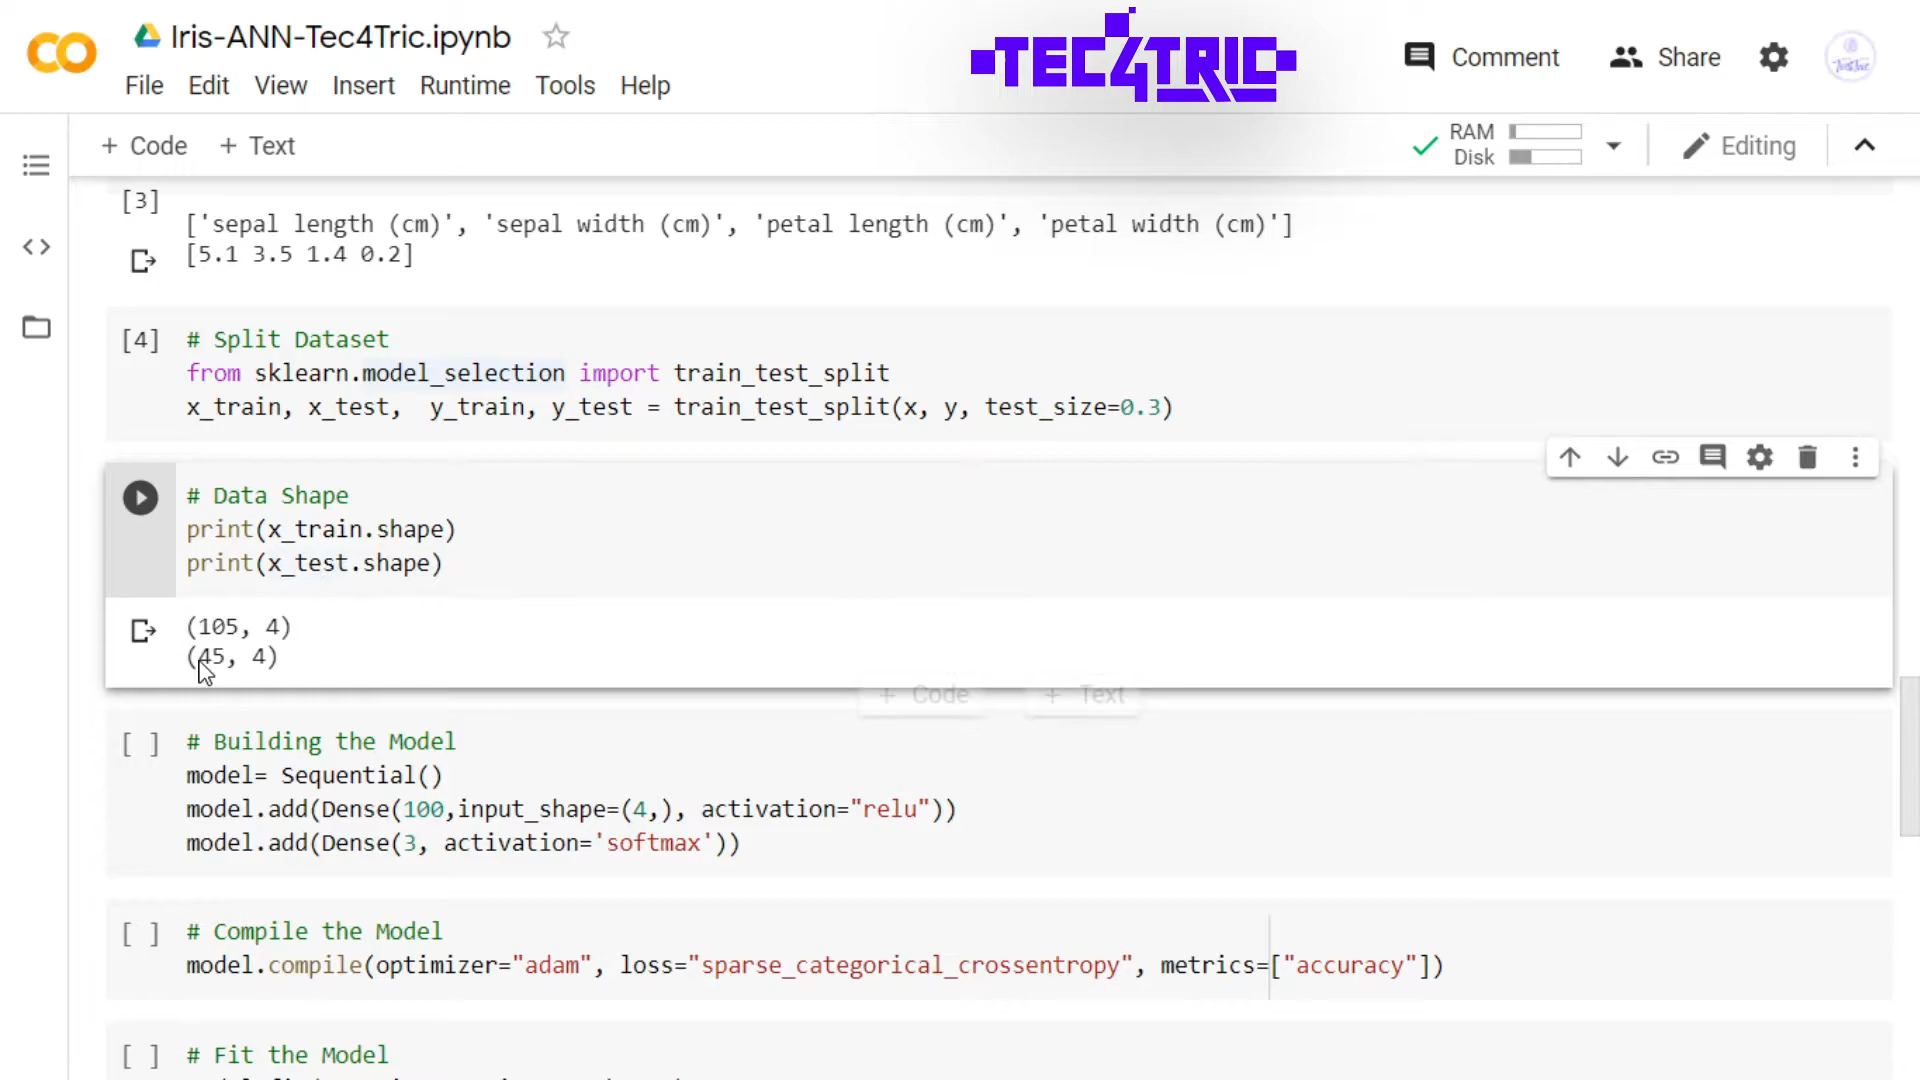 Iris-ANN-Tec4Tric.ipynb
TEC4TRIC
Comment
Share
File Edit View Insert Runtime Tools Help
+ Code + Text
RAM
Disk
Editing
[3]
['sepal length (cm)', 'sepal width (cm)', 'petal length (cm)', 'petal width (cm)']
[5.1 3.5 1.4 0.2]
[4] # Split Dataset
from sklearn.model_selection import train_test_split
x_train, x_test,  y_train, y_test = train_test_split(x, y, test_size=0.3)
# Data Shape
print(x_train.shape)
print(x_test.shape)
(105, 4)
(45, 4)
+ Code + Text
[ ] # Building the Model
model= Sequential()
model.add(Dense(100,input_shape=(4,), activation="relu"))
model.add(Dense(3, activation='softmax'))
[ ] # Compile the Model
model.compile(optimizer="adam", loss="sparse_categorical_crossentropy", metrics=["accuracy"])
[ ] # Fit the Model